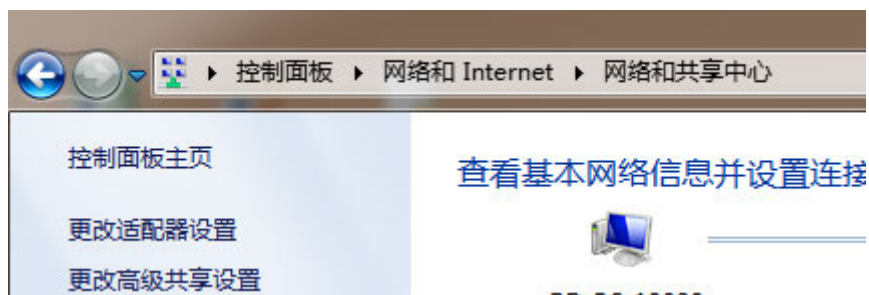 控制面板 ▸ 网络和 Internet ▸ 网络和共享中心
控制面板主页
查看基本网络信息并设置连接
更改适配器设置
更改高级共享设置